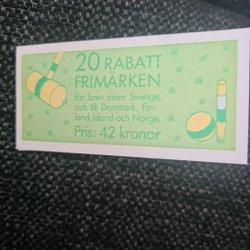 20 RABATT
FRIMÄRKEN
för brev inom Sverige,
och till Danmark, Fin-
land, Island och Norge.
Pris: 42 kronor